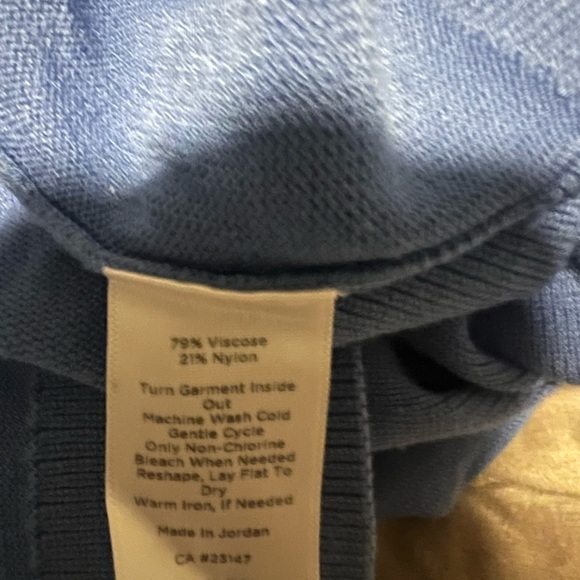 79% Viscose
21% Nylon
Turn Garment Inside
Out
Machine Wash Cold
Gentle Cycle
Only Non-Chlorine
Bleach When Needed
Reshape, Lay Flat To
Dry
Warm Iron, If Needed
Made In Jordan
CA #23147